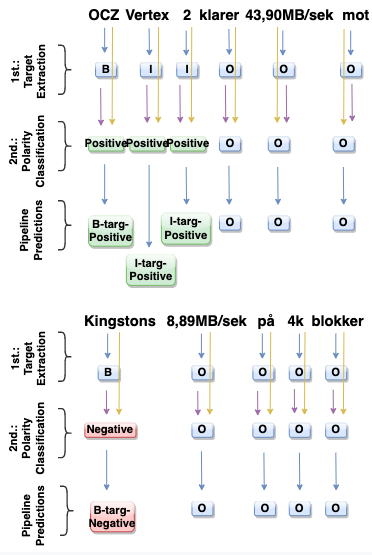 OCZ Vertex 2 klarer 43,90MB/sek mot
1st.: Target Extraction
B I I O O O
2nd.: Polarity Classification
Positive Positive Positive O O O
Pipeline Predictions
B-targ-Positive I-targ-Positive I-targ-Positive O O O
Kingstons 8,89MB/sek på 4k blokker
1st.: Target Extraction
B O O O O
2nd.: Polarity Classification
Negative O O O O
Pipeline Predictions
B-targ-Negative O O O O